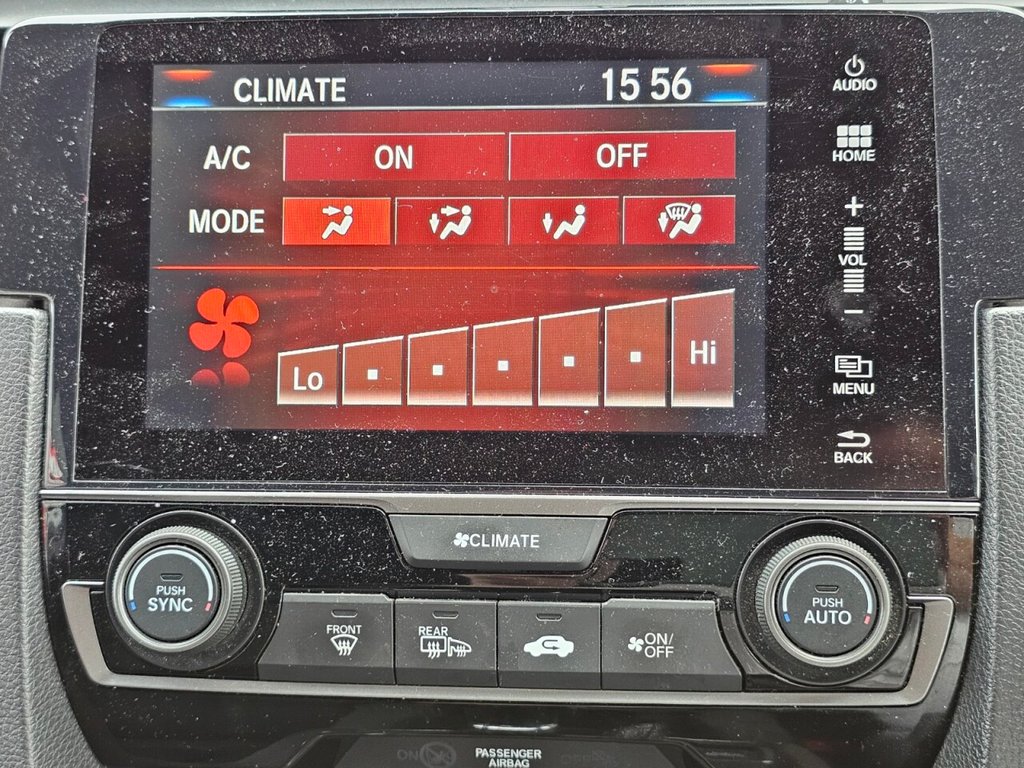 CLIMATE 15 56
AUDIO
A/C ON OFF
HOME
MODE
+
VOL
−
Lo Hi
MENU
BACK
CLIMATE
PUSH
SYNC
FRONT
REAR
ON/
OFF
PUSH
AUTO
ON
PASSENGER
AIRBAG